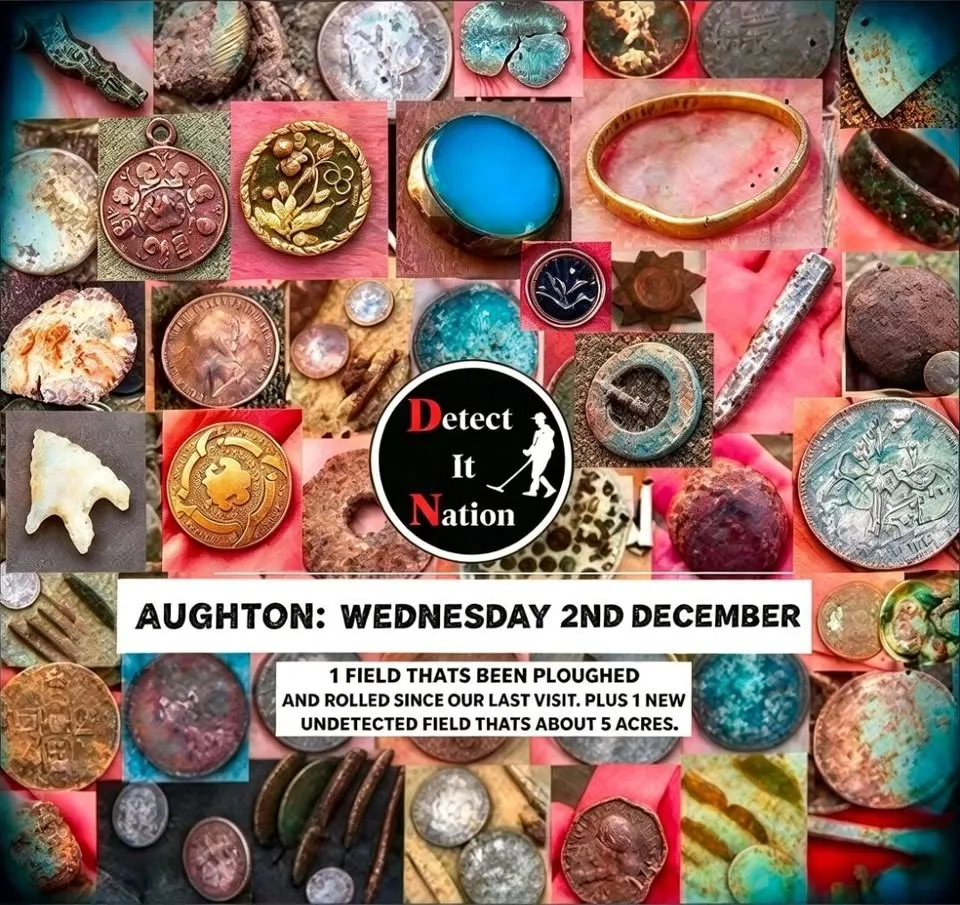 Detect
It
Nation
AUGHTON: WEDNESDAY 2ND DECEMBER
1 FIELD THATS BEEN PLOUGHED
AND ROLLED SINCE OUR LAST VISIT. PLUS 1 NEW
UNDETECTED FIELD THATS ABOUT 5 ACRES.